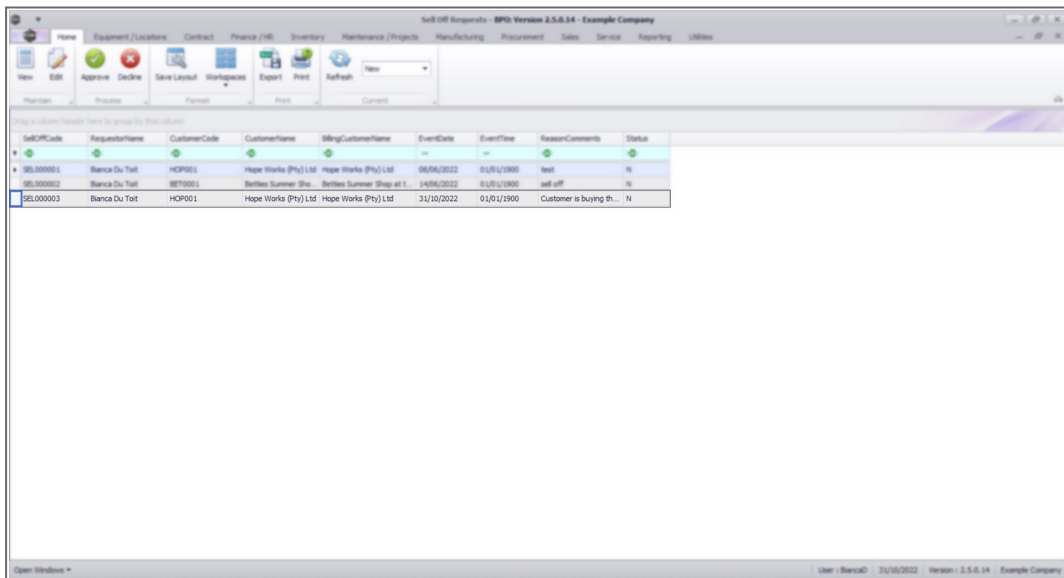 Sell Off Requests - BPO: Version 2.5.0.14 - Example Company
Home Equipment / Locations Contract Finance / HR Inventory Maintenance / Projects Manufacturing Procurement Sales Service Reporting Utilities
New
View Edit Approve Decline Save Layout Workspaces Export Print Refresh
Maintain Process Format Print Current
Drag a column header here to group by that column
SellOffCode RequestorName CustomerCode CustomerName BillingCustomerName EventDate EventTime ReasonComments Status
SEL000001 Bianca Du Toit HOP001 Hope Works (Pty) Ltd Hope Works (Pty) Ltd 08/06/2022 01/01/1900 test N
SEL000002 Bianca Du Toit BET0001 Betties Summer Sho... Betties Summer Shop at t... 14/06/2022 01/01/1900 sell off N
SEL000003 Bianca Du Toit HOP001 Hope Works (Pty) Ltd Hope Works (Pty) Ltd 31/10/2022 01/01/1900 Customer is buying th... N
Open Windows User : BiancaD 31/10/2022 Version : 2.5.0.14 Example Company